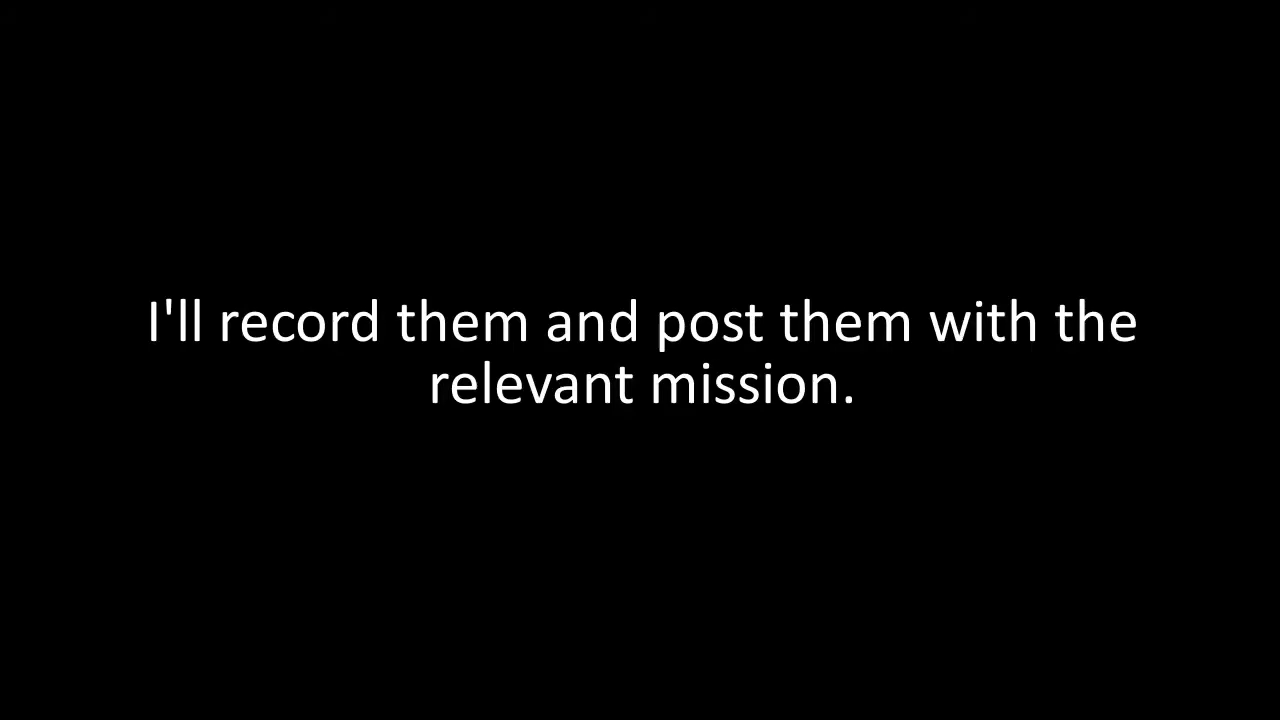 I'll record them and post them with the
relevant mission.